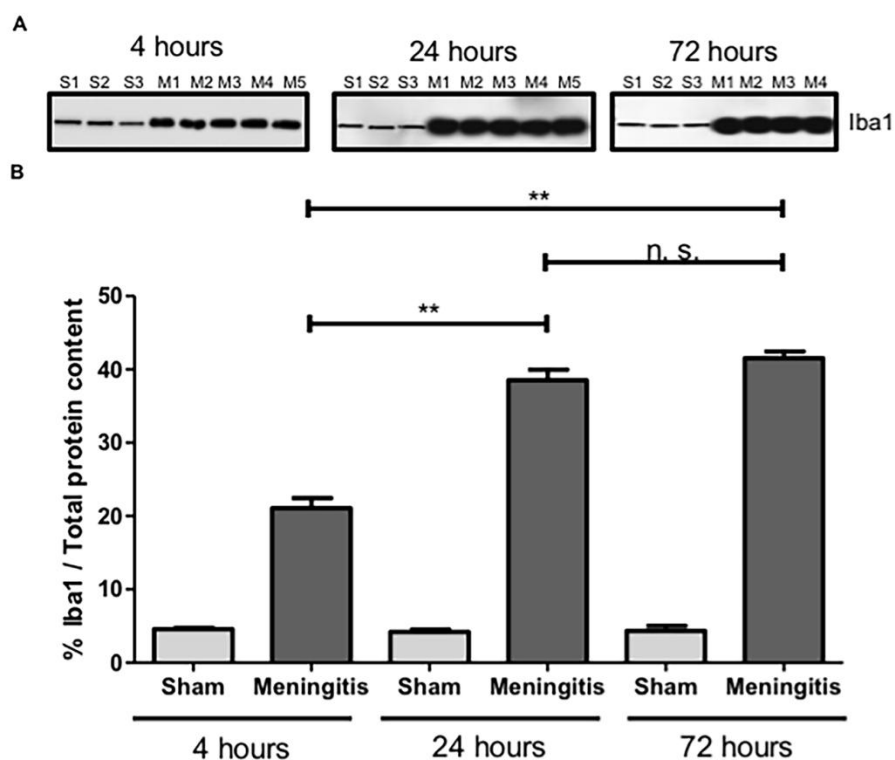 A
4 hours
24 hours
72 hours
S1 S2 S3 M1 M2 M3 M4 M5
S1 S2 S3 M1 M2 M3 M4 M5
S1 S2 S3 M1 M2 M3 M4
Iba1
B
**
n. s.
**
% Iba1 / Total protein content
50
40
30
20
10
0
Sham Meningitis Sham Meningitis Sham Meningitis
4 hours 24 hours 72 hours